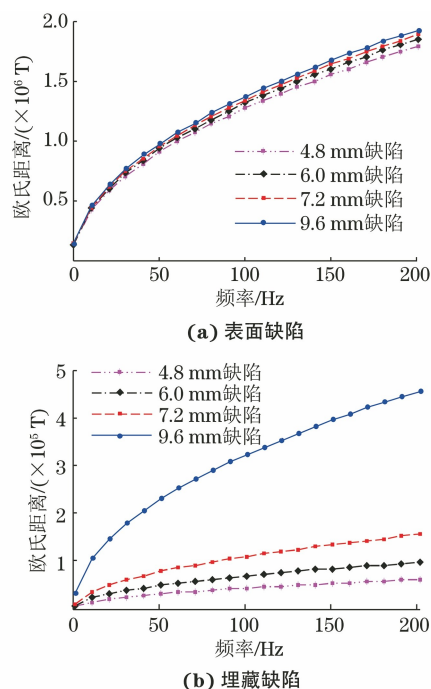 2.0
1.5
1.0
0.5
欧氏距离/(×10⁶ T)
4.8 mm缺陷
6.0 mm缺陷
7.2 mm缺陷
9.6 mm缺陷
0 50 100 150 200
频率/Hz
(a) 表面缺陷
5
4
3
2
1
欧氏距离/(×10⁵ T)
4.8 mm缺陷
6.0 mm缺陷
7.2 mm缺陷
9.6 mm缺陷
0 50 100 150 200
频率/Hz
(b) 埋藏缺陷